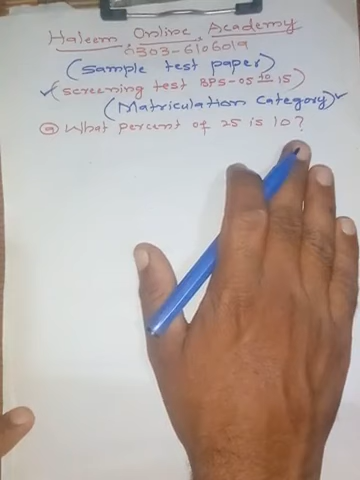 Haleem Online Academy
0303-6106019
(Sample test paper)
(Screening test BPS-05 to 15)
(Matriculation Category)
a What percent of 25 is 10?